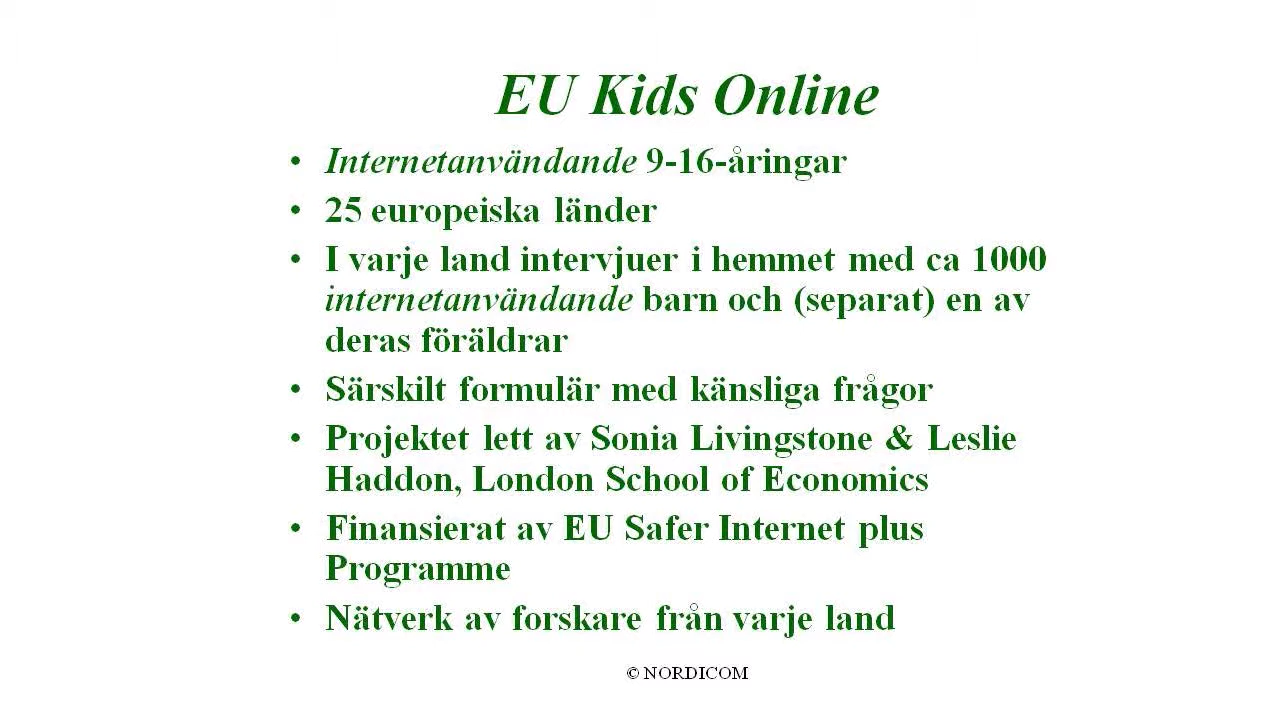 EU Kids Online
• Internetanvändande 9-16-åringar
• 25 europeiska länder
• I varje land intervjuer i hemmet med ca 1000
internetanvändande barn och (separat) en av
deras föräldrar
• Särskilt formulär med känsliga frågor
• Projektet lett av Sonia Livingstone & Leslie
Haddon, London School of Economics
• Finansierat av EU Safer Internet plus
Programme
• Nätverk av forskare från varje land
© NORDICOM